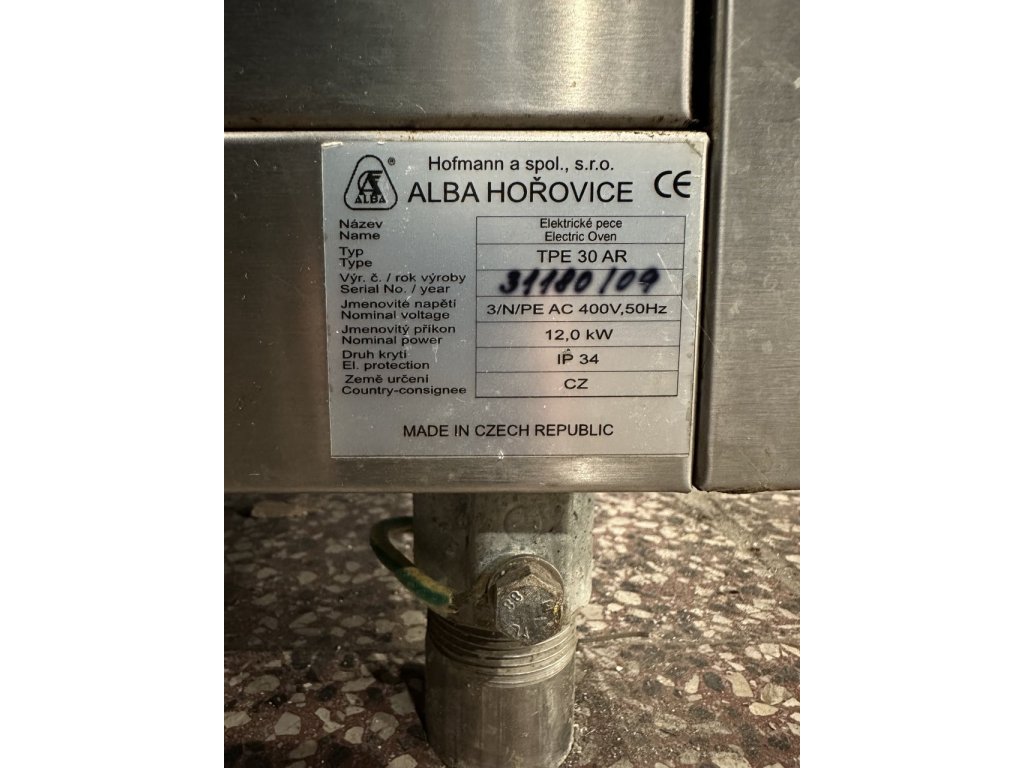 Hofmann a spol., s.r.o.
ALBA ® ALBA HOŘOVICE CE
Název
Name
Elektrické pece
Electric Oven
Typ
Type
TPE 30 AR
Výr. č. / rok výroby
Serial No. / year
31180/09
Jmenovité napětí
Nominal voltage
3/N/PE AC 400V,50Hz
Jmenovitý příkon
Nominal power
12,0 kW
Druh krytí
El. protection
IP 34
Země určení
Country-consignee
CZ
MADE IN CZECH REPUBLIC